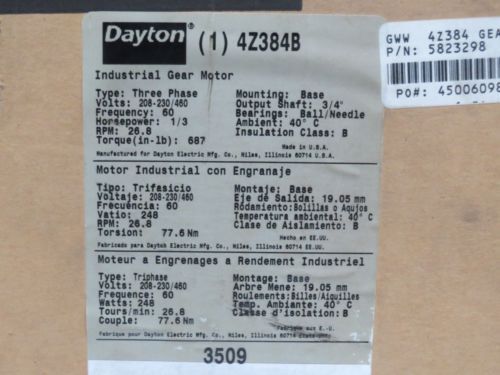 Dayton® (1) 4Z384B
Industrial Gear Motor
Type: Three Phase
Volts: 208-230/460
Frequency: 60
Horsepower: 1/3
RPM: 26.8
Torque(in-lb): 687
Mounting: Base
Output Shaft: 3/4"
Bearings: Ball/Needle
Ambient: 40° C
Insulation Class: B
Made in U.S.A.
Manufactured for Dayton Electric Mfg. Co., Niles, Illinois 60714 U.S.A.
Motor Industrial con Engranaje
Tipo: Trifasicio
Voltaje: 208-230/460
Frecuència: 60
Vatio: 248
RPM: 26.8
Torsion: 77.6 Nm
Montaje: Base
Eje de Salida: 19.05 mm
Rodamiento:Bolillas o Agujos
Temperatura ambiental: 40° C
Clase de Aislamiento: B
Hecho en EE.UU.
Fabricado para Dayton Electric Mfg. Co., Niles, Illinois 60714 EE.UU.
Moteur a Engrenages a Rendement Industriel
Type: Triphase
Volts: 208-230/460
Frequence: 60
Watts: 248
Tours/min: 26.8
Couple: 77.6 Nm
Montage: Base
Arbre Mene: 19.05 mm
Roulements:Billes/Aiquilles
Temp. Ambiante: 40° C
Classe d'isolation: B
Fabrique aux E.-U.
Fabrique pour Dayton Electric Mfg. Co., Niles, Illinois 60714
3509
GWW 4Z384 GEA
P/N: 5823298
PO#: 45006098